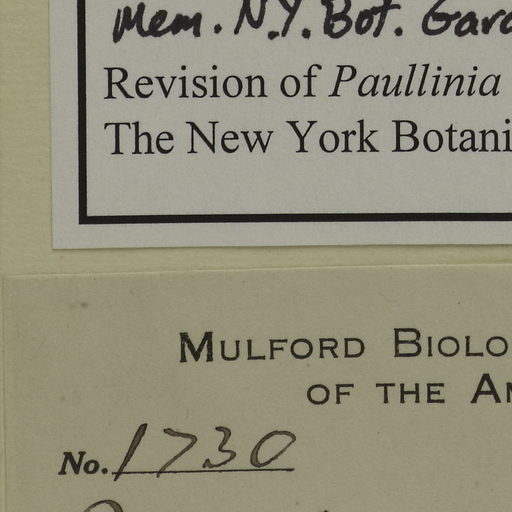 Mem. N.Y. Bot. Gard
Revision of Paullinia
The New York Botani
MULFORD BIOLO
OF THE AM
No. 1730